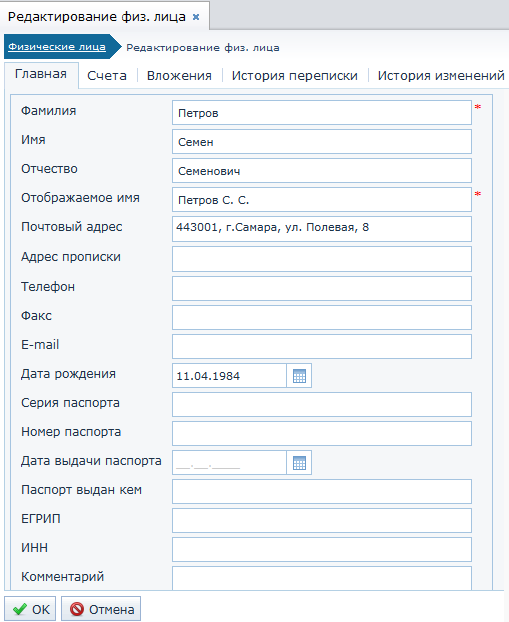 Редактирование физ. лица ×
Физические лица Редактирование физ. лица
Главная Счета Вложения История переписки История изменений
Фамилия Петров *
Имя Семен
Отчество Семенович
Отображаемое имя Петров С. С. *
Почтовый адрес 443001, г.Самара, ул. Полевая, 8
Адрес прописки
Телефон
Факс
E-mail
Дата рождения 11.04.1984
Серия паспорта
Номер паспорта
Дата выдачи паспорта __.__.____
Паспорт выдан кем
ЕГРИП
ИНН
Комментарий
OK Отмена